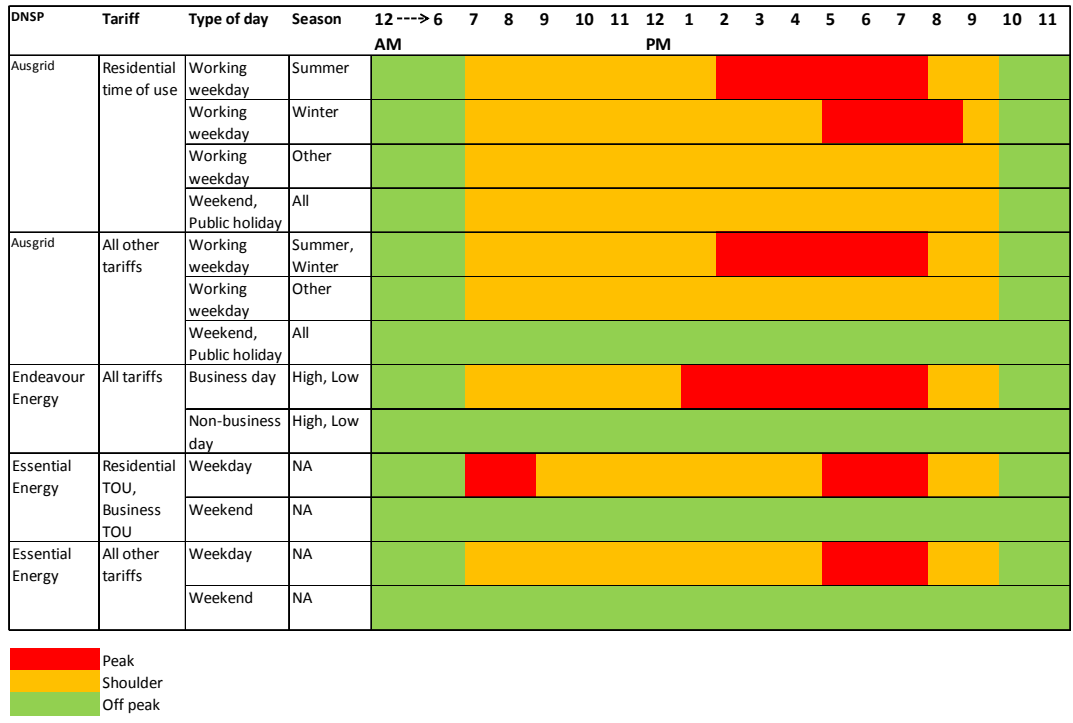 DNSP Tariff Type of day Season 12 ----> 6 7 8 9 10 11 12 1 2 3 4 5 6 7 8 9 10 11
AM PM
Ausgrid Residential Working Summer
time of use weekday
Working Winter
weekday
Working Other
weekday
Weekend, All
Public holiday
Ausgrid All other Working Summer,
tariffs weekday Winter
Working Other
weekday
Weekend, All
Public holiday
Endeavour All tariffs Business day High, Low
Energy
Non-business High, Low
day
Essential Residential Weekday NA
Energy TOU,
Business Weekend NA
TOU
Essential All other Weekday NA
Energy tariffs
Weekend NA
Peak
Shoulder
Off peak